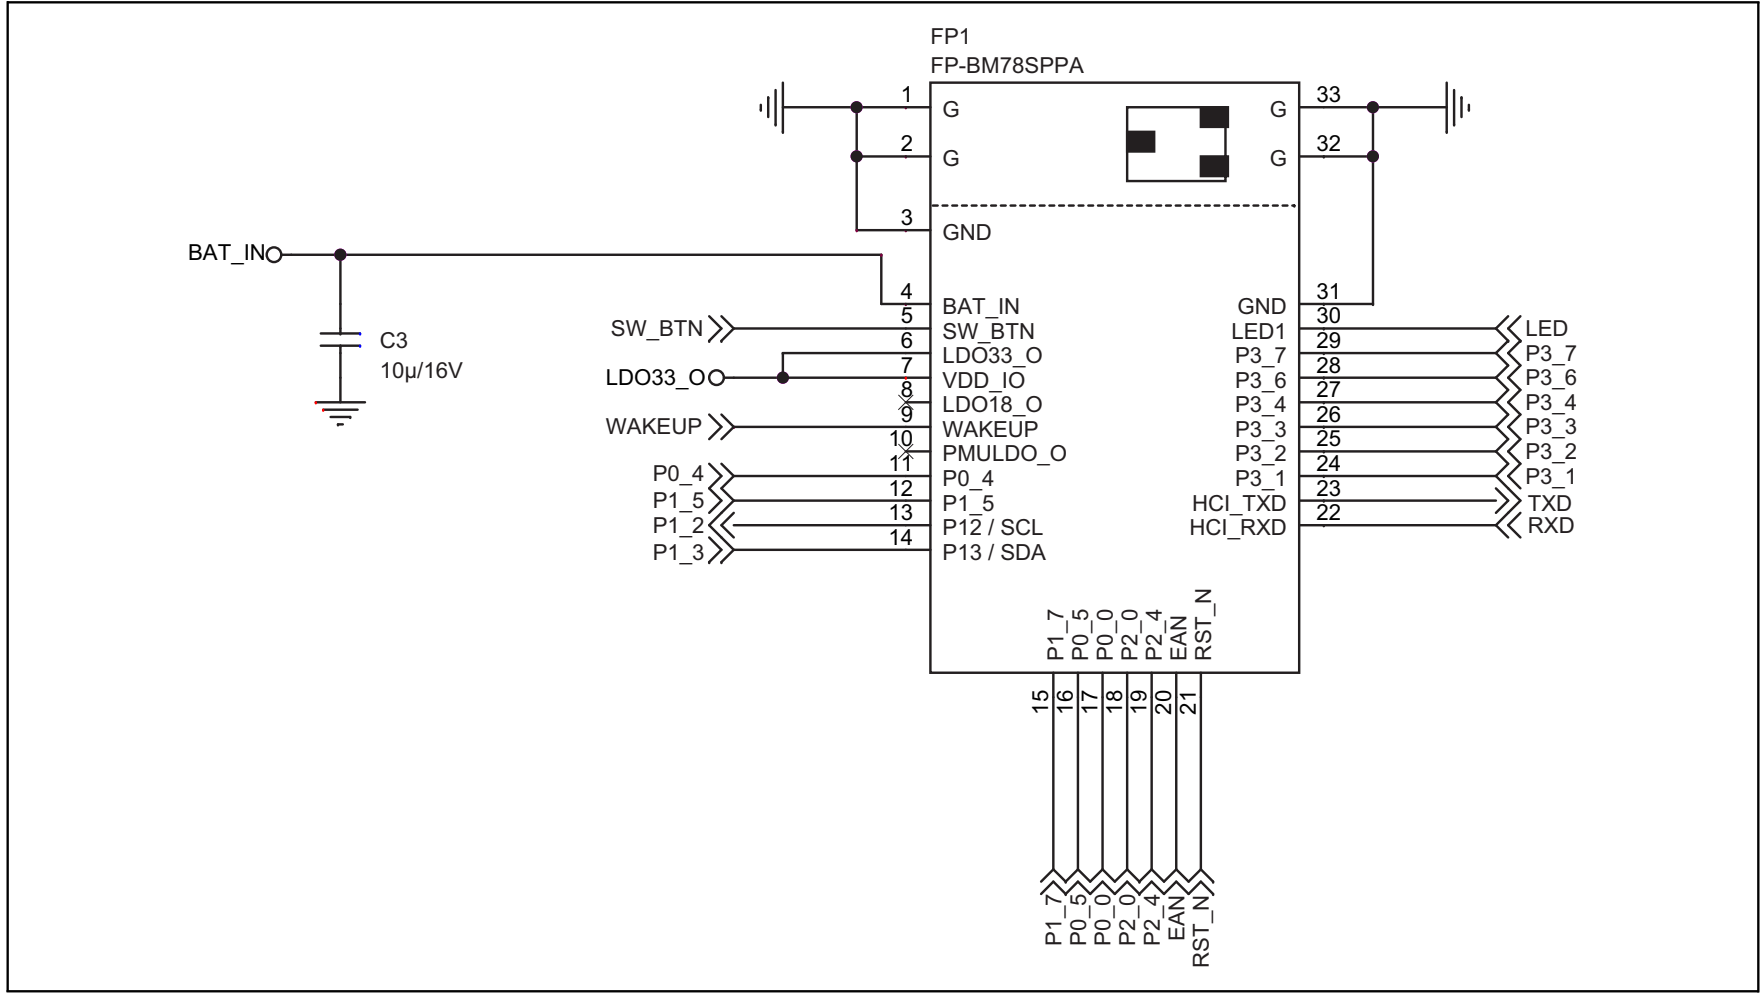 FP1
FP-BM78SPPA
1
G
2
G
3
GND
33
G
32
G
BAT_IN
C3
10µ/16V
4
BAT_IN
SW_BTN
5
SW_BTN
6
LDO33_O
LDO33_O
7
VDD_IO
8
LDO18_O
WAKEUP
9
WAKEUP
10
PMULDO_O
P0_4
11
P0_4
P1_5
12
P1_5
P1_2
13
P12 / SCL
P1_3
14
P13 / SDA
31
GND
30
LED1
LED
29
P3_7
P3_7
28
P3_6
P3_6
27
P3_4
P3_4
26
P3_3
P3_3
25
P3_2
P3_2
24
P3_1
P3_1
23
HCI_TXD
TXD
22
HCI_RXD
RXD
P1_7
P0_5
P0_0
P2_0
P2_4
EAN
RST_N
15
16
17
18
19
20
21
P1_7
P0_5
P0_0
P2_0
P2_4
EAN
RST_N